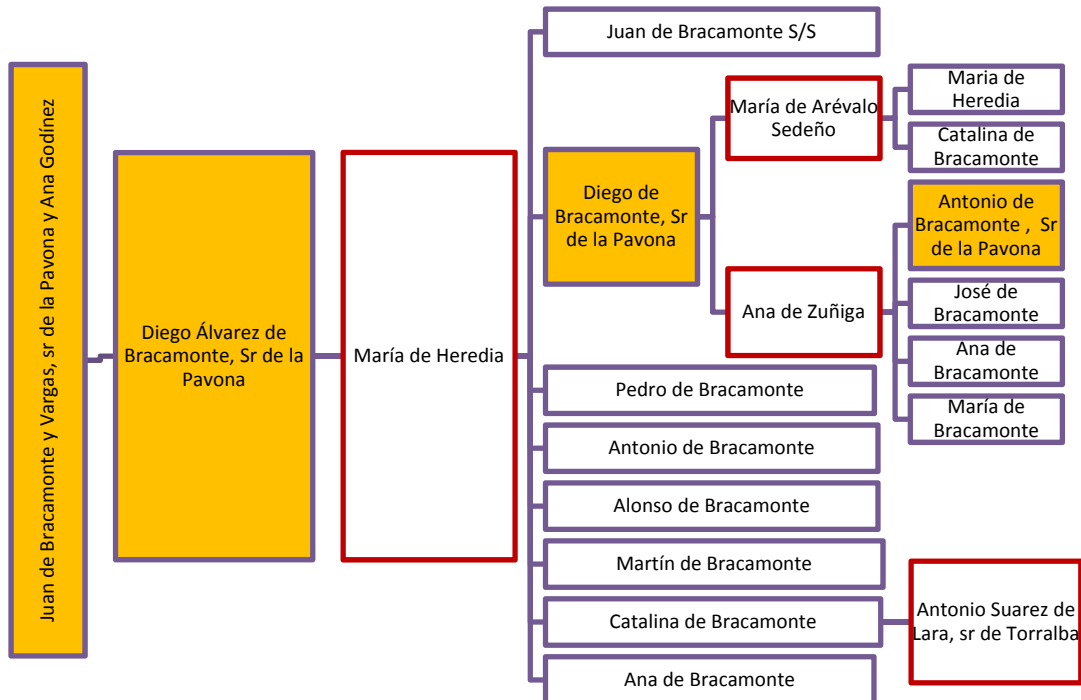 Juan de Bracamonte y Vargas, sr de la Pavona y Ana Godínez
Diego Álvarez de
Bracamonte, Sr de la
Pavona
María de Heredia
Juan de Bracamonte S/S
Diego de
Bracamonte, Sr
de la Pavona
María de Arévalo
Sedeño
Maria de
Heredia
Catalina de
Bracamonte
Ana de Zuñiga
Antonio de
Bracamonte , Sr
de la Pavona
José de
Bracamonte
Ana de
Bracamonte
María de
Bracamonte
Pedro de Bracamonte
Antonio de Bracamonte
Alonso de Bracamonte
Martín de Bracamonte
Catalina de Bracamonte
Antonio Suarez de
Lara, sr de Torralba
Ana de Bracamonte